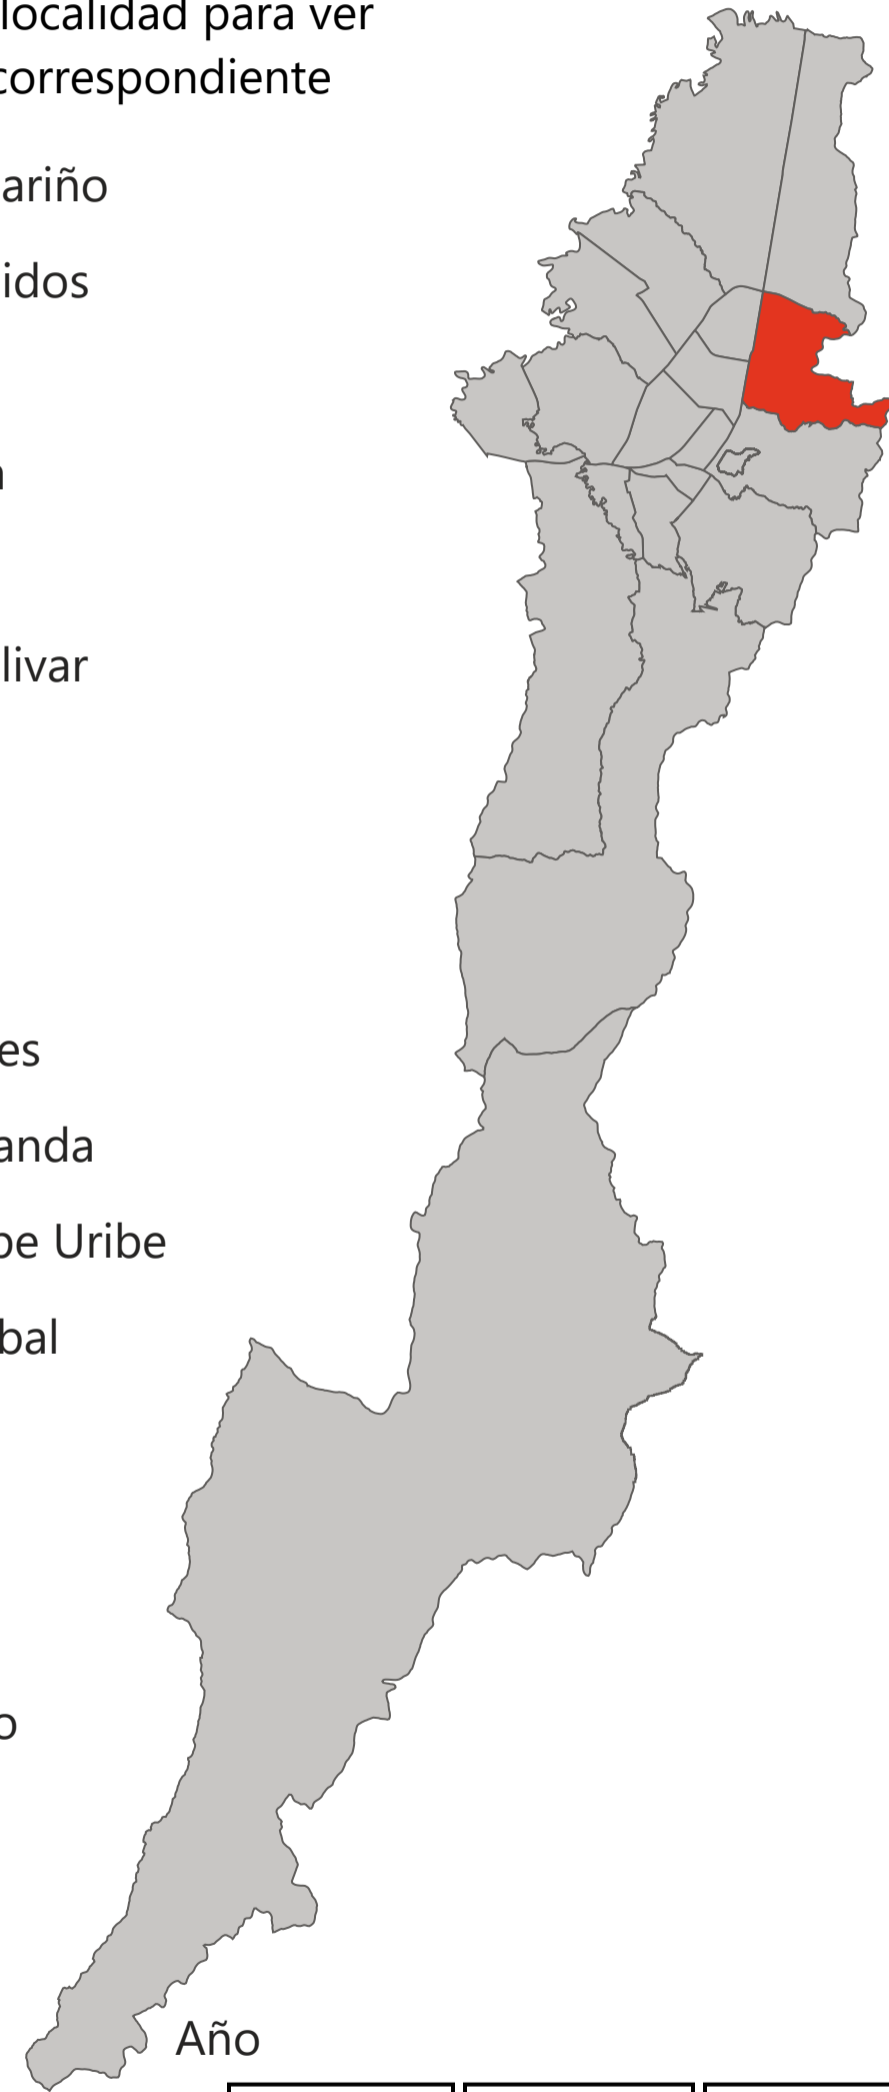 localidad para ver
correspondiente
ariño
idos
a
livar
es
anda
be Uribe
bal
o
Año